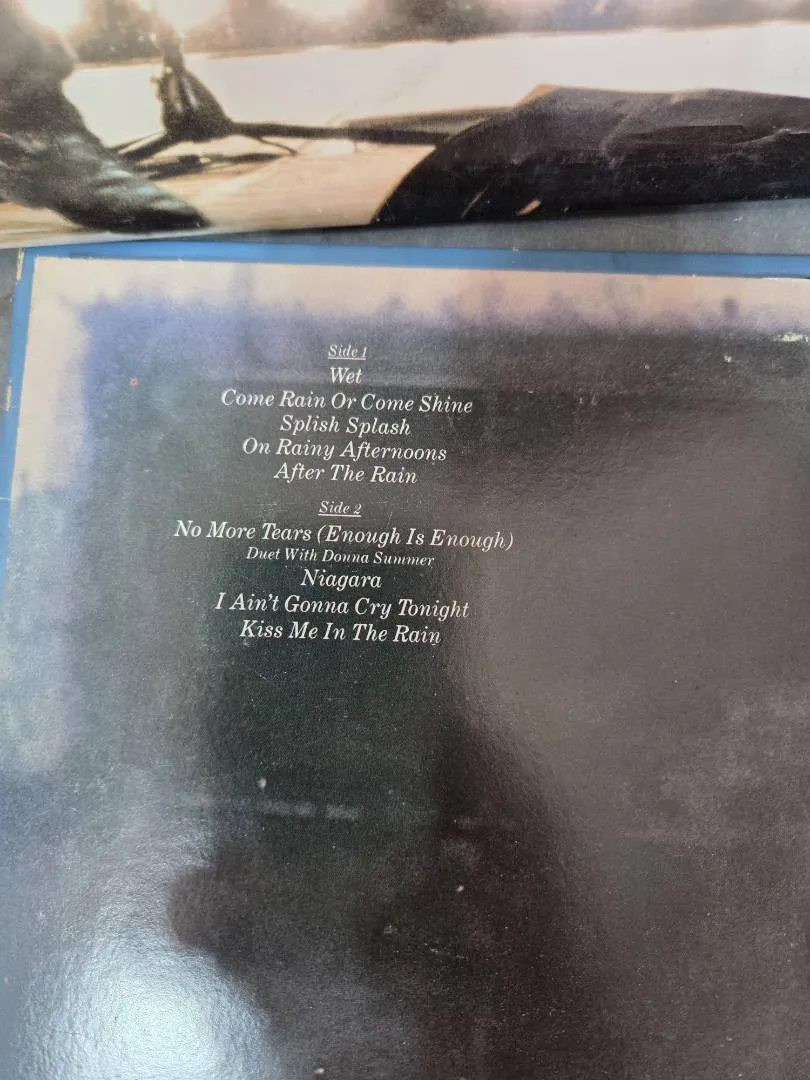 Side 1
Wet
Come Rain Or Come Shine
Splish Splash
On Rainy Afternoons
After The Rain
Side 2
No More Tears (Enough Is Enough)
Duet With Donna Summer
Niagara
I Ain't Gonna Cry Tonight
Kiss Me In The Rain